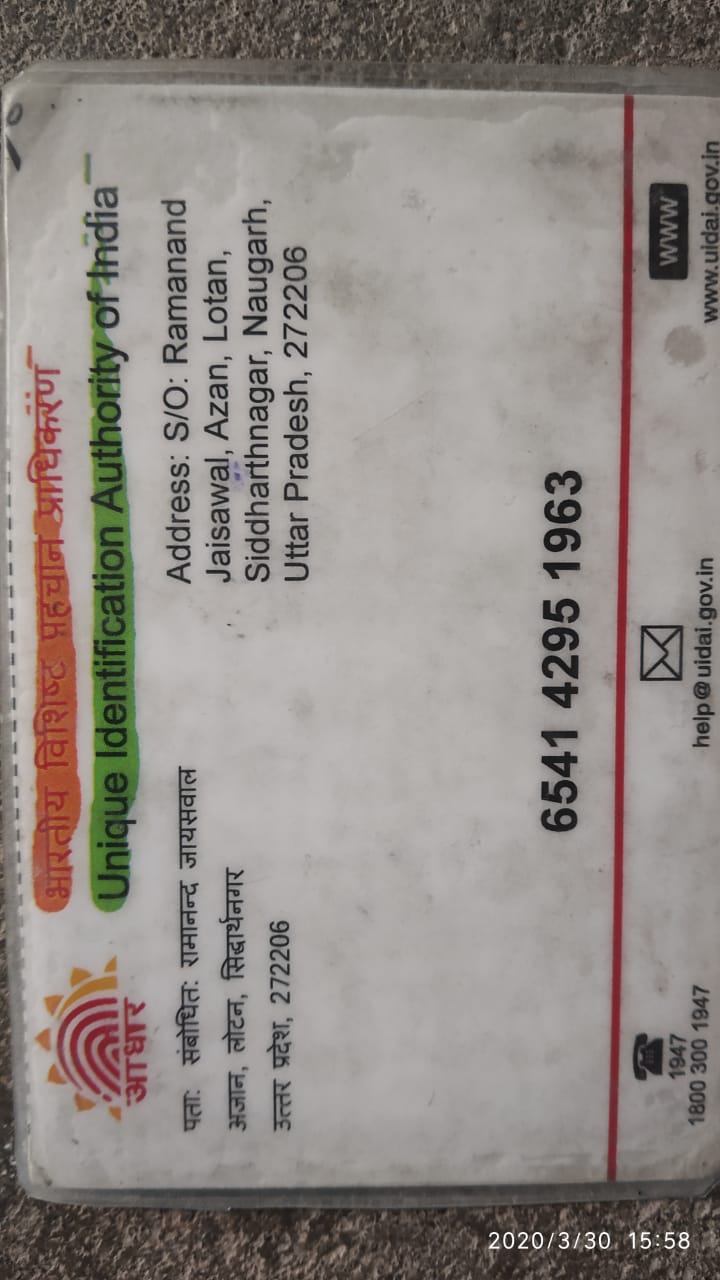 भारतीय विशिष्ट पहचान प्राधिकरण
Unique Identification Authority of India
आधार
पता: संबोधित: रामानन्द जायसवाल
अजान, लोटन, सिद्धार्थनगर
उत्तर प्रदेश, 272206
Address: S/O: Ramanand
Jaisawal, Azan, Lotan,
Siddharthnagar, Naugarh,
Uttar Pradesh, 272206
6541 4295 1963
1947
1800 300 1947
help@uidai.gov.in
WWW
www.uidai.gov.in
2020/3/30 15:58